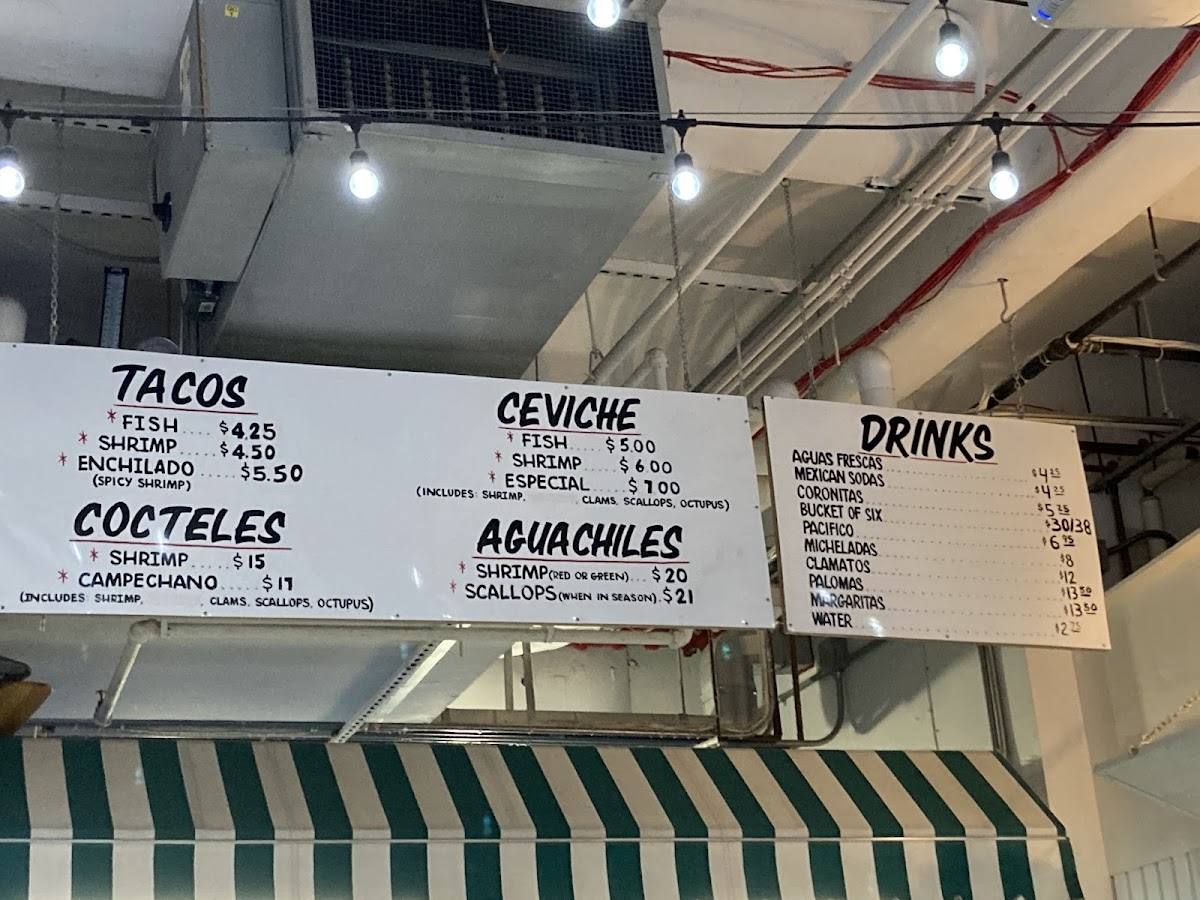 TACOS
* FISH.... $4.25
* SHRIMP.... $4.50
* ENCHILADO..... $5.50
(SPICY SHRIMP)
COCTELES
* SHRIMP..... $15
* CAMPECHANO..... $17
(INCLUDES: SHRIMP, , CLAMS, SCALLOPS, OCTUPUS)
CEVICHE
* FISH..... $5.00
* SHRIMP..... $6.00
* ESPECIAL..... $7.00
(INCLUDES: SHRIMP, , CLAMS, SCALLOPS, OCTUPUS)
AGUACHILES
* SHRIMP (RED OR GREEN)... $20
* SCALLOPS (WHEN IN SEASON). $21
DRINKS
AGUAS FRESCAS $4.25
MEXICAN SODAS $4.25
CORONITAS $5.25
BUCKET OF SIX $30/38
PACIFICO $6.95
MICHELADAS $8
CLAMATOS $12
PALOMAS $13.50
MARGARITAS $13.50
WATER $2.75